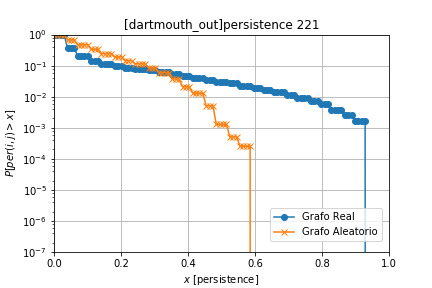 [dartmouth_out]persistence 221
P[per(i, j) > x]
10⁰
10⁻¹
10⁻²
10⁻³
10⁻⁴
10⁻⁵
10⁻⁶
10⁻⁷
Grafo Real
Grafo Aleatorio
0.0 0.2 0.4 0.6 0.8 1.0
x [persistence]